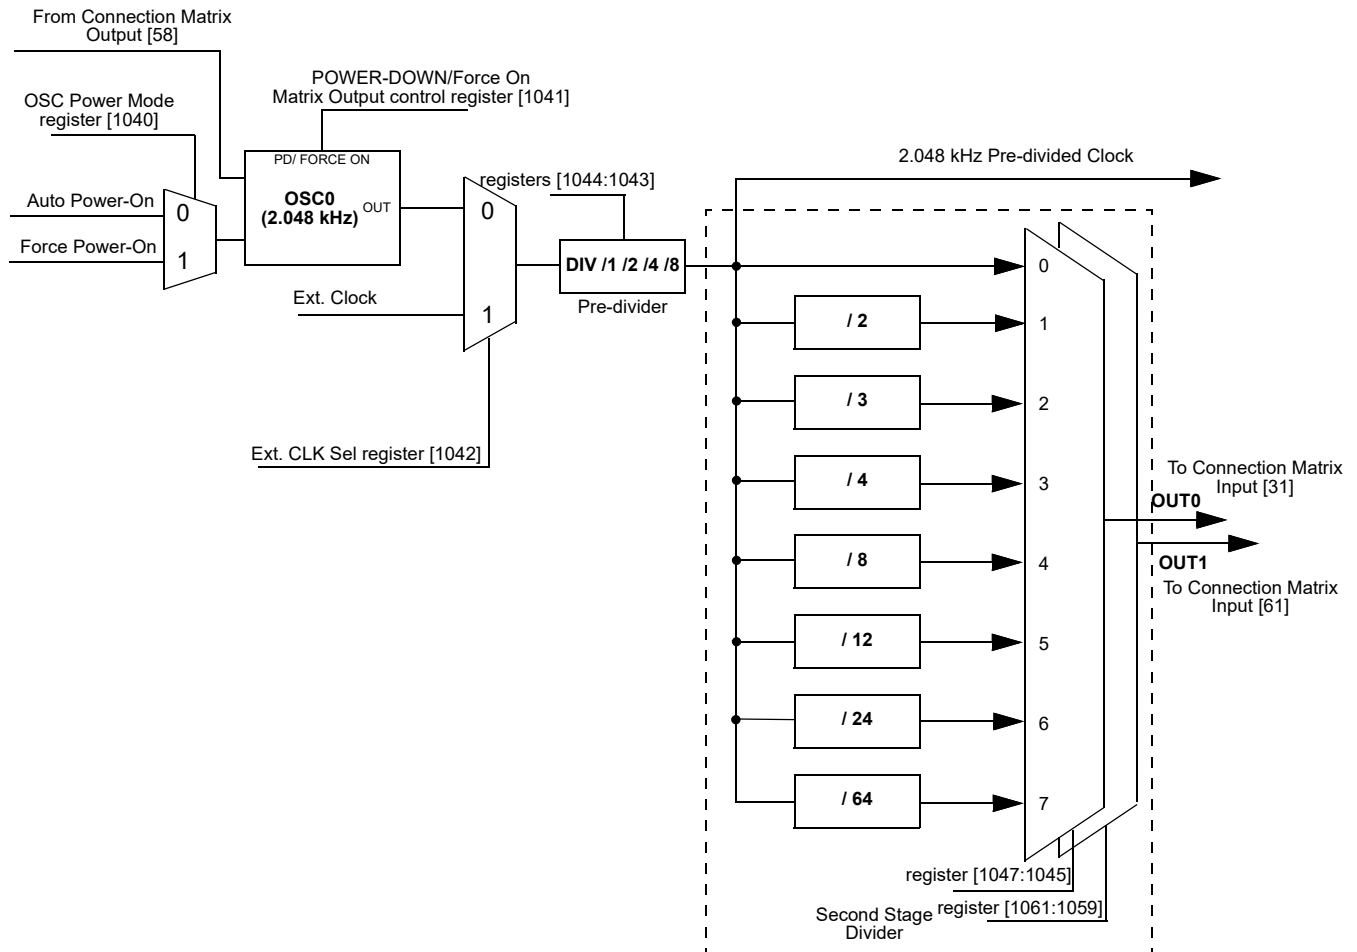 From Connection Matrix
Output [58]
POWER-DOWN/Force On
Matrix Output control register [1041]
OSC Power Mode
register [1040]
PD/ FORCE ON
OSC0
(2.048 kHz)
OUT
Auto Power-On
Force Power-On
0
1
Ext. Clock
0
1
Ext. CLK Sel register [1042]
registers [1044:1043]
DIV /1 /2 /4 /8
Pre-divider
2.048 kHz Pre-divided Clock
0
/ 2
1
/ 3
2
/ 4
3
/ 8
4
/ 12
5
/ 24
6
/ 64
7
To Connection Matrix
Input [31]
OUT0
OUT1
To Connection Matrix
Input [61]
register [1047:1045]
register [1061:1059]
Second Stage
Divider